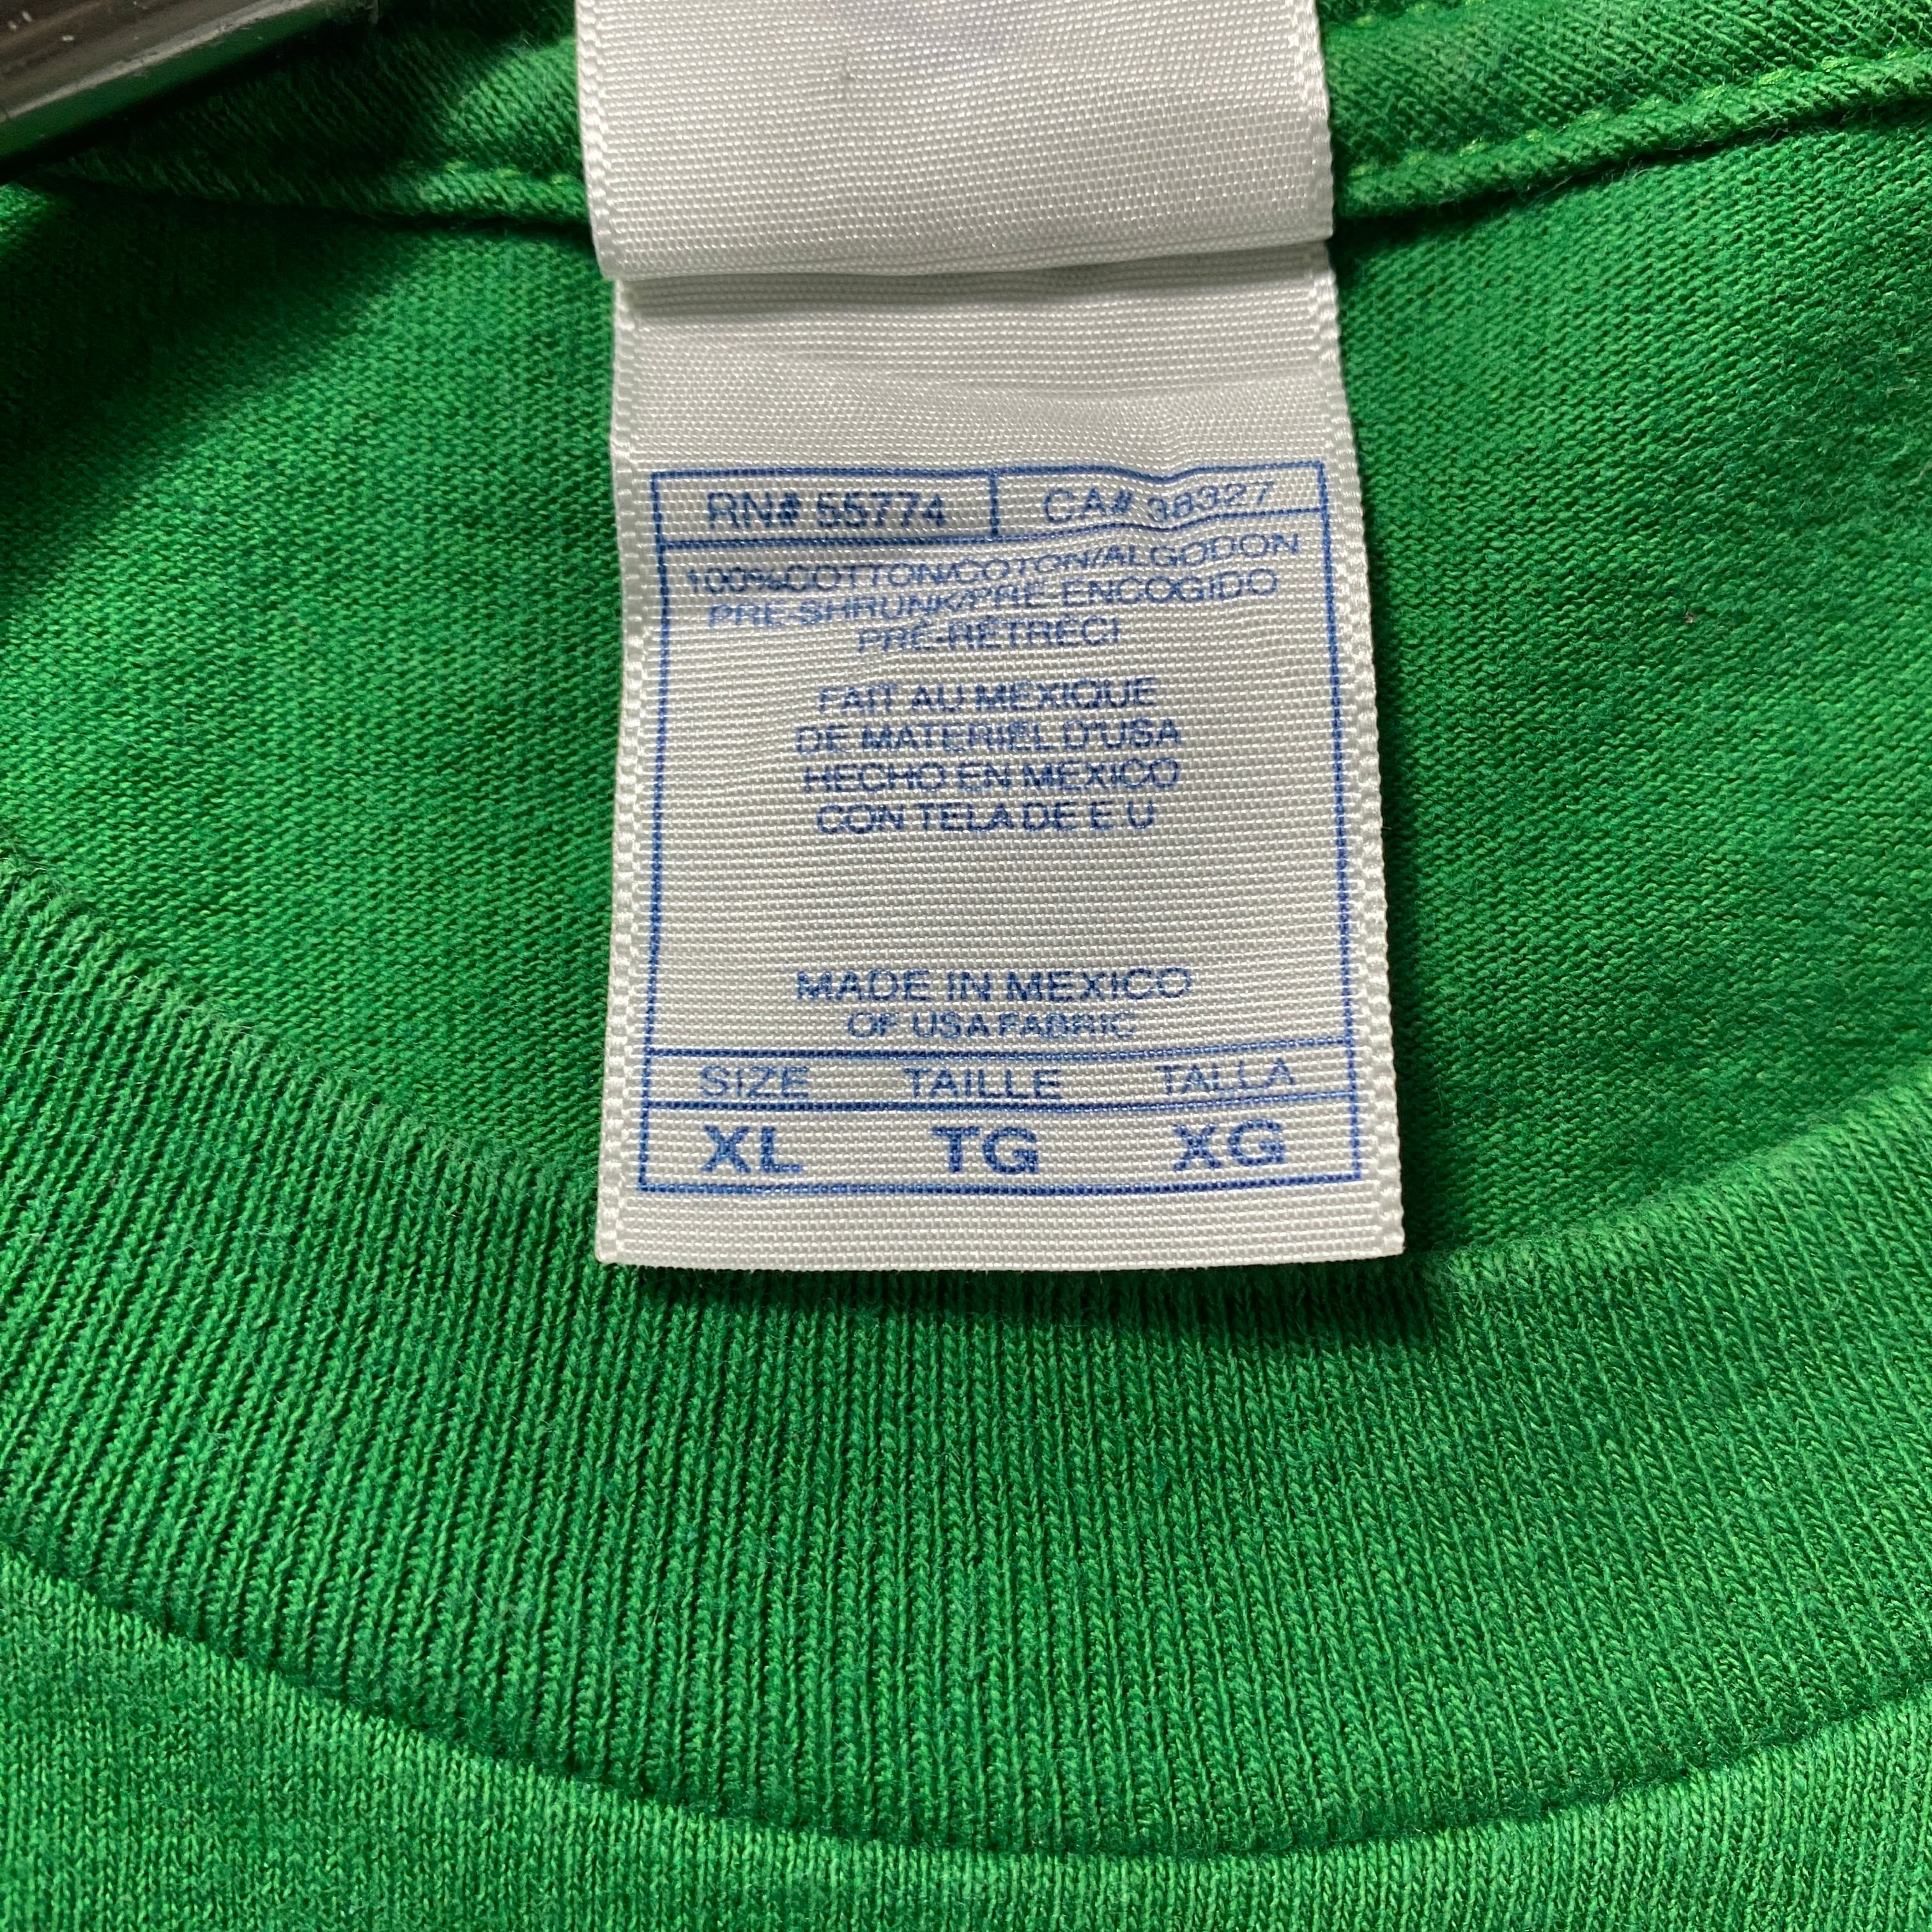 RN# 55774 CA# 38327
100%COTTON/COTON/ALGODON
PRE-SHRUNK/PRE-ENCOGIDO
PRÉ-RÉTRÉCI
FAIT AU MEXIQUE
DE MATERIEL D'USA
HECHO EN MEXICO
CON TELA DE E U
MADE IN MEXICO
OF USA FABRIC
SIZE TAILLE TALLA
XL TG XG